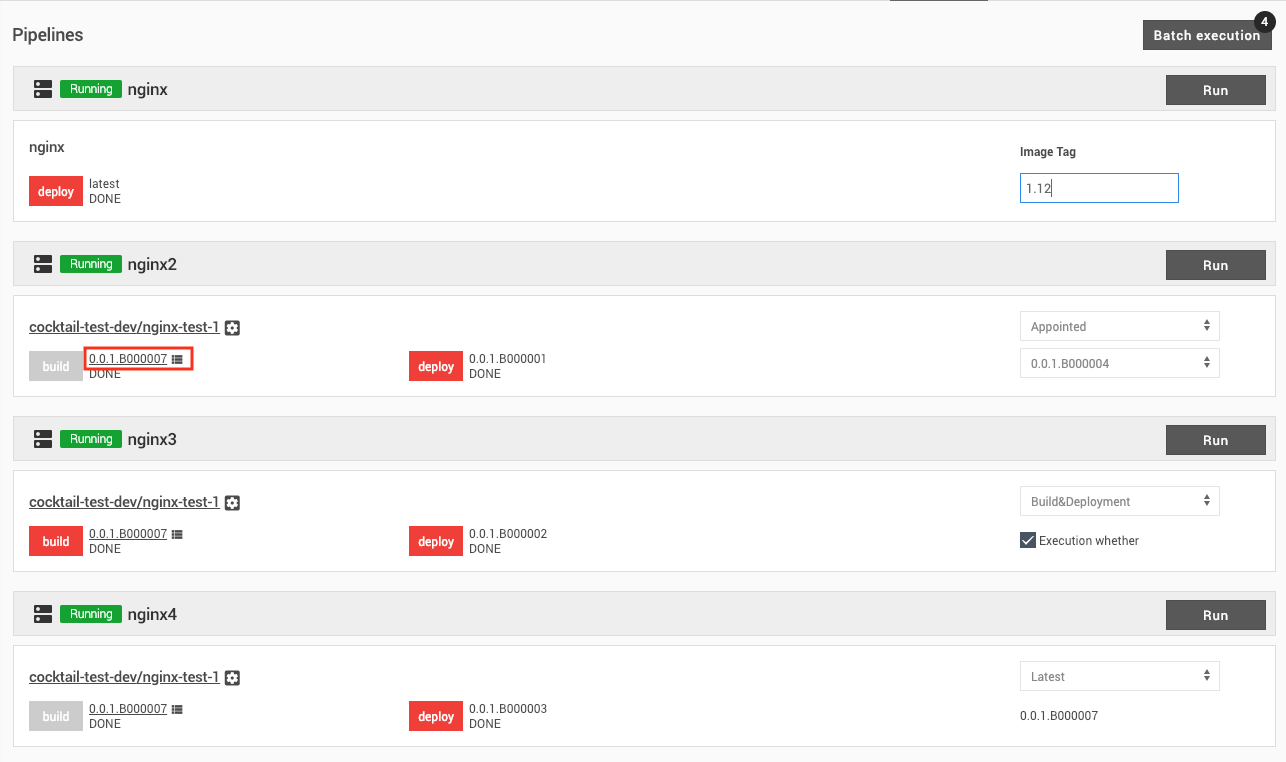 Pipelines
4
Batch execution
Running nginx
Run
nginx
Image Tag
deploy
latest
DONE
1.12
Running nginx2
Run
cocktail-test-dev/nginx-test-1
Appointed
build
0.0.1.B000007
DONE
deploy
0.0.1.B000001
DONE
0.0.1.B000004
Running nginx3
Run
cocktail-test-dev/nginx-test-1
Build&Deployment
build
0.0.1.B000007
DONE
deploy
0.0.1.B000002
DONE
Execution whether
Running nginx4
Run
cocktail-test-dev/nginx-test-1
Latest
build
0.0.1.B000007
DONE
deploy
0.0.1.B000003
DONE
0.0.1.B000007